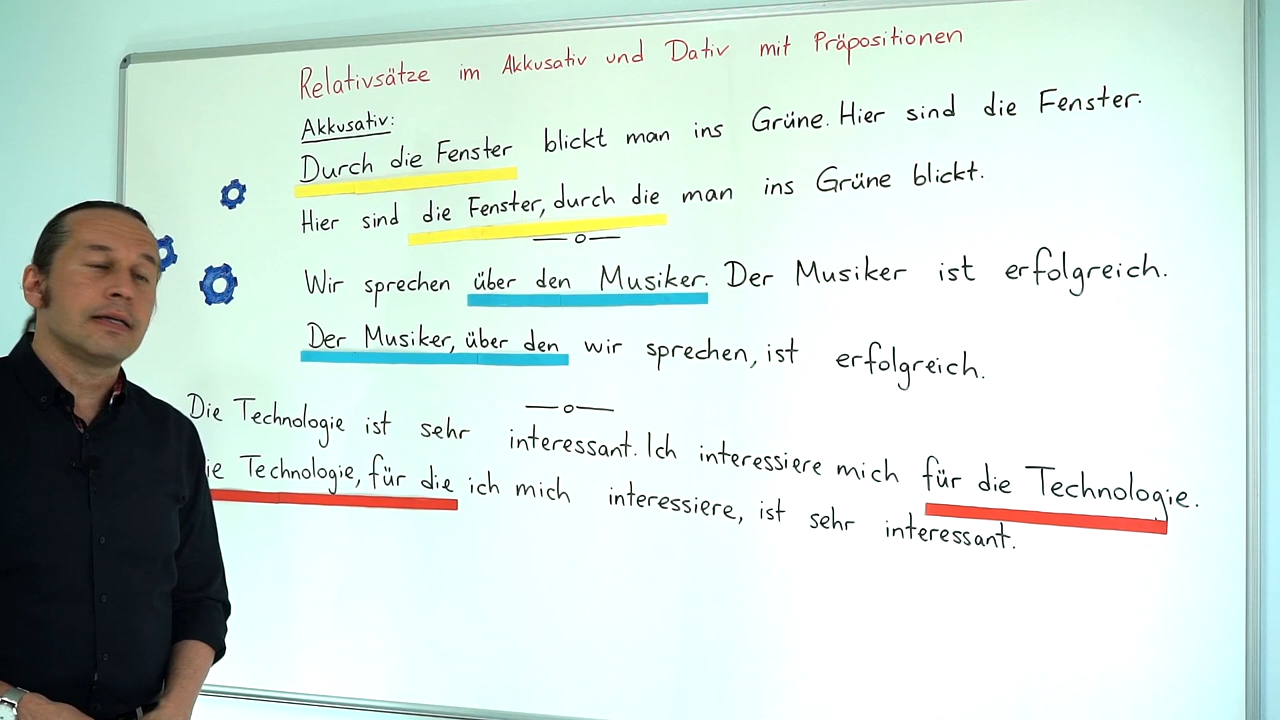 Relativsätze im Akkusativ und Dativ mit Präpositionen
Akkusativ:
Durch die Fenster blickt man ins Grüne. Hier sind die Fenster.
Hier sind die Fenster, durch die man ins Grüne blickt.
Wir sprechen über den Musiker. Der Musiker ist erfolgreich.
Der Musiker, über den wir sprechen, ist erfolgreich.
Die Technologie ist sehr interessant. Ich interessiere mich für die Technologie.
ie Technologie, für die ich mich interessiere, ist sehr interessant.